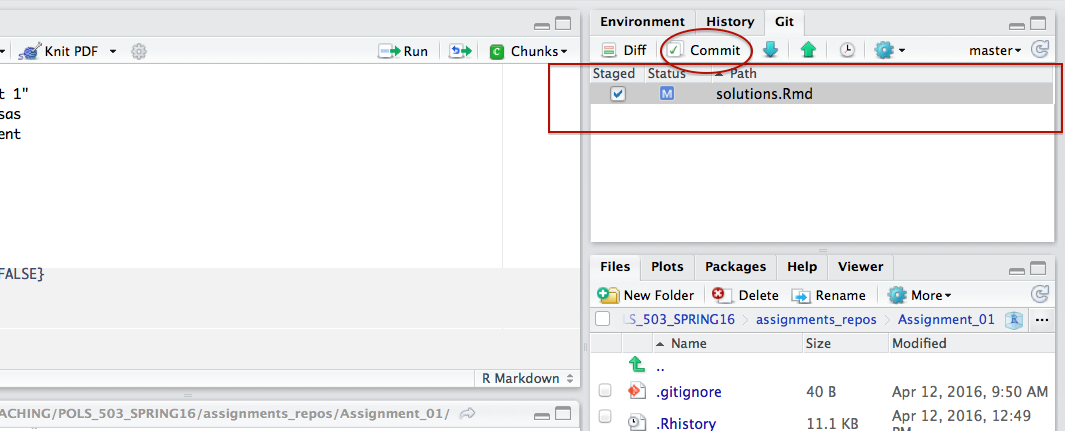 Knit PDF Run Chunks
t 1"
sas
ent
FALSE}
R Markdown
ACHING/POLS_503_SPRING16/assignments_repos/Assignment_01/
Environment History Git
Diff Commit master
Staged Status Path
M solutions.Rmd
Files Plots Packages Help Viewer
New Folder Delete Rename More
LS_503_SPRING16 assignments_repos Assignment_01 R ...
Name Size Modified
..
.gitignore 40 B Apr 12, 2016, 9:50 AM
.Rhistory 11.1 KB Apr 12, 2016, 12:49
PM